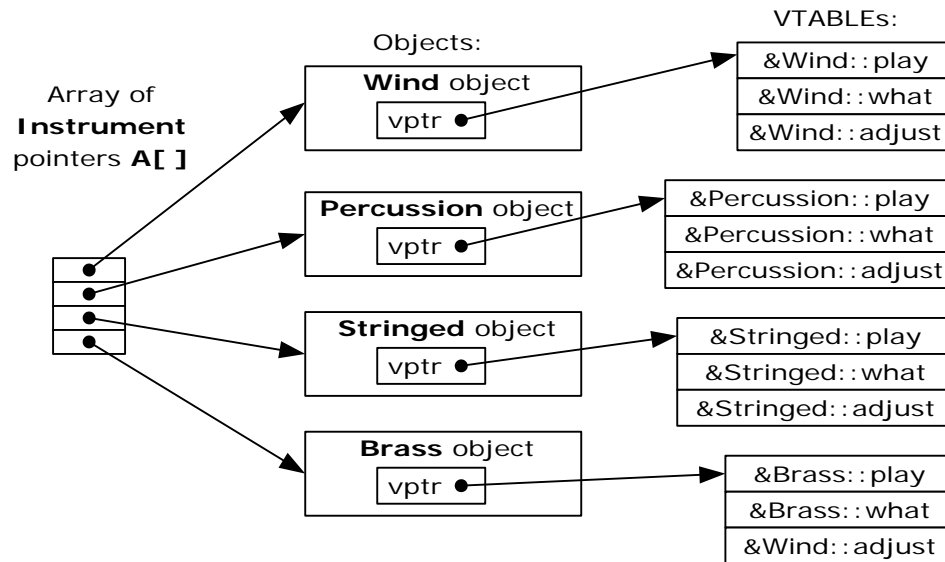 Array of
Instrument
pointers A[ ]
Objects:
Wind object
vptr
Percussion object
vptr
Stringed object
vptr
Brass object
vptr
VTABLEs:
&Wind::play
&Wind::what
&Wind::adjust
&Percussion::play
&Percussion::what
&Percussion::adjust
&Stringed::play
&Stringed::what
&Stringed::adjust
&Brass::play
&Brass::what
&Wind::adjust